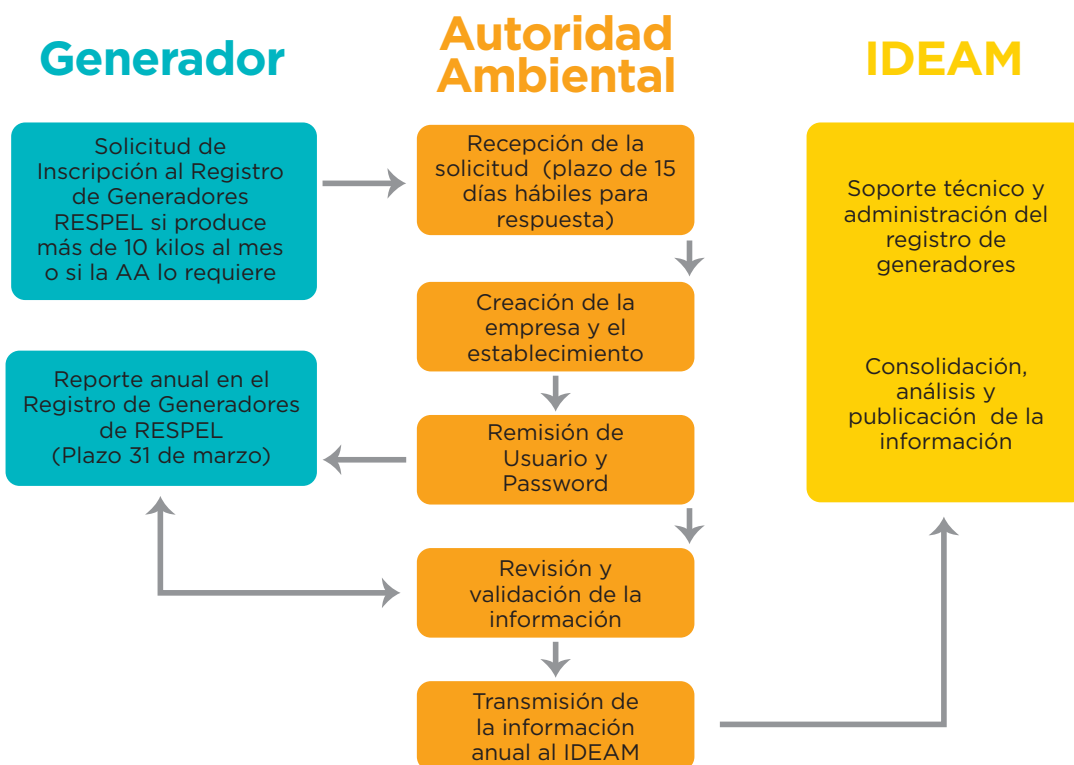 Generador
Solicitud de
Inscripción al Registro
de Generadores
RESPEL si produce
más de 10 kilos al mes
o si la AA lo requiere
Reporte anual en el
Registro de Generadores
de RESPEL
(Plazo 31 de marzo)
Autoridad
Ambiental
Recepción de la
solicitud (plazo de 15
días hábiles para
respuesta)
Creación de la
empresa y el
establecimiento
Remisión de
Usuario y
Password
Revisión y
validación de la
información
Transmisión de
la información
anual al IDEAM
IDEAM
Soporte técnico y
administración del
registro de
generadores
Consolidación,
análisis y
publicación de la
información